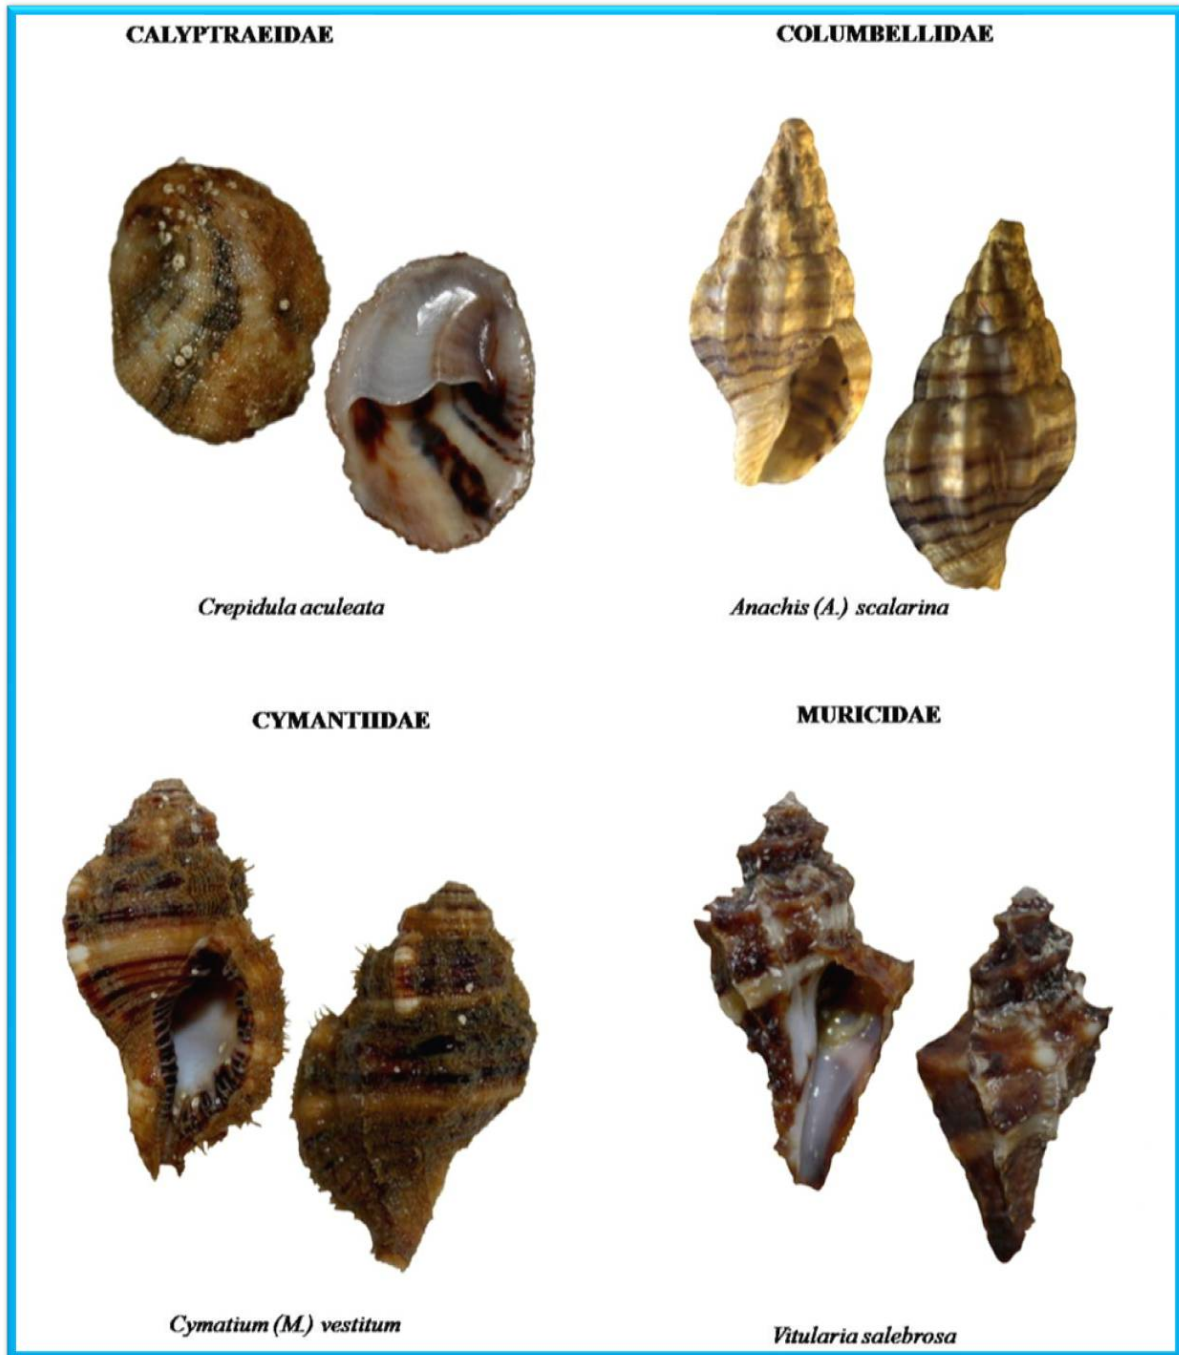 CALYPTRAEIDAE
COLUMBELLIDAE
Crepidula aculeata
Anachis (A.) scalarina
CYMANTIIDAE
MURICIDAE
Cymatium (M.) vestitum
Vitularia salebrosa